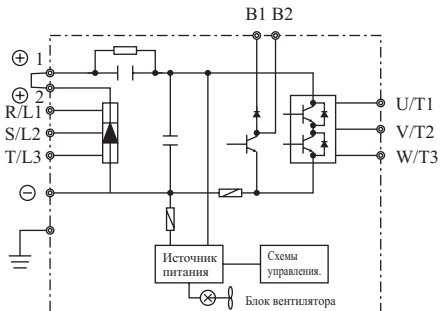 B1 B2
⊕ 1
⊕ 2
R/L1
S/L2
T/L3
⊖
U/T1
V/T2
W/T3
Источник
питания
Схемы
управления.
Блок вентилятора